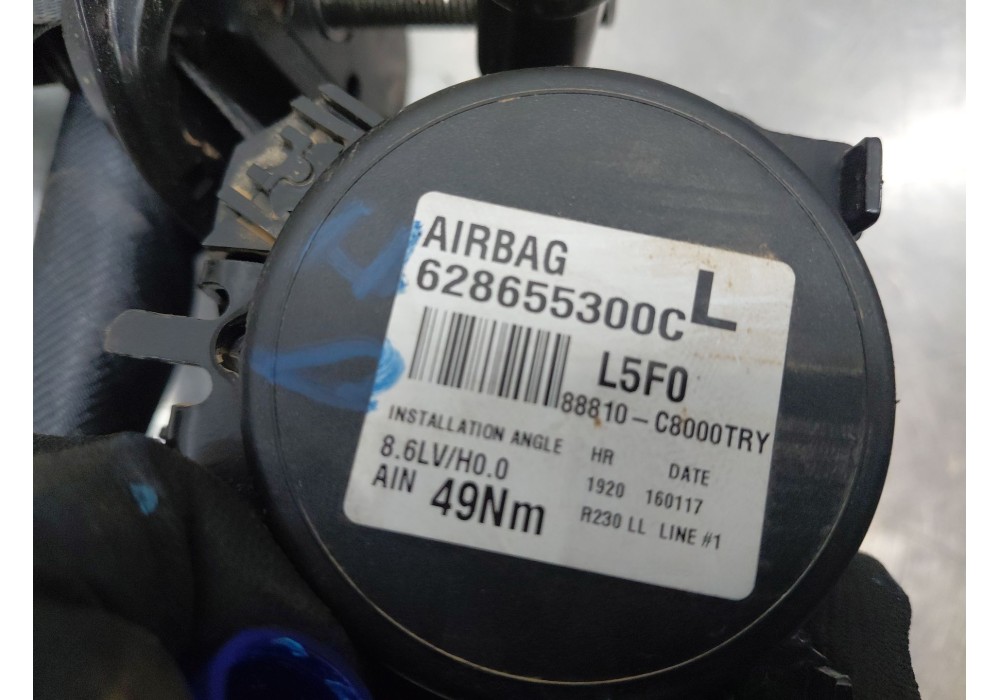 AIRBAG
L
628655300C
L5F0
88810-C8000TRY
INSTALLATION ANGLE HR DATE
8.6LV/H0.0 1920 160117
AIN 49Nm R230 LL LINE #1